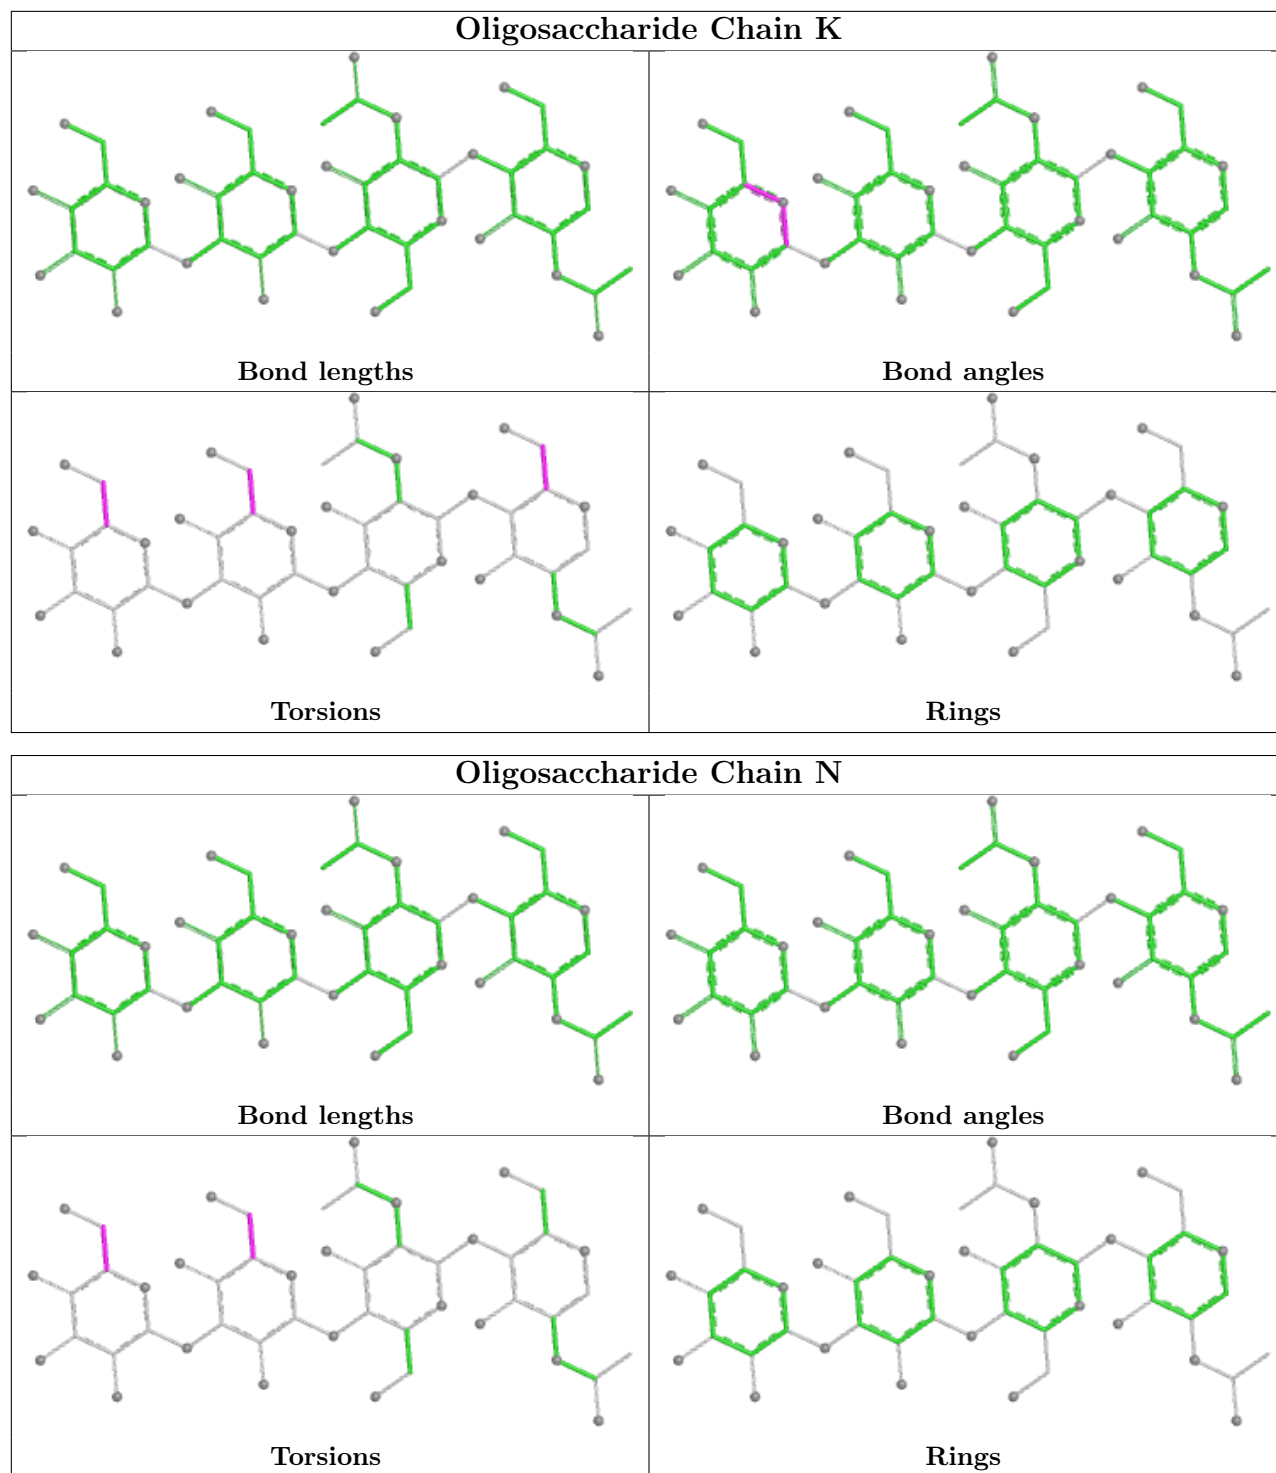 Oligosaccharide Chain K
Bond lengths
Bond angles
Torsions
Rings
Oligosaccharide Chain N
Bond lengths
Bond angles
Torsions
Rings